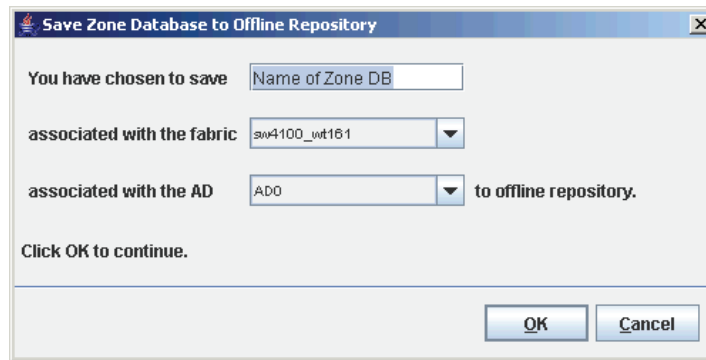 Save Zone Database to Offline Repository
You have chosen to save Name of Zone DB
associated with the fabric sw4100_wt161
associated with the AD AD0 to offline repository.
Click OK to continue.
OK Cancel